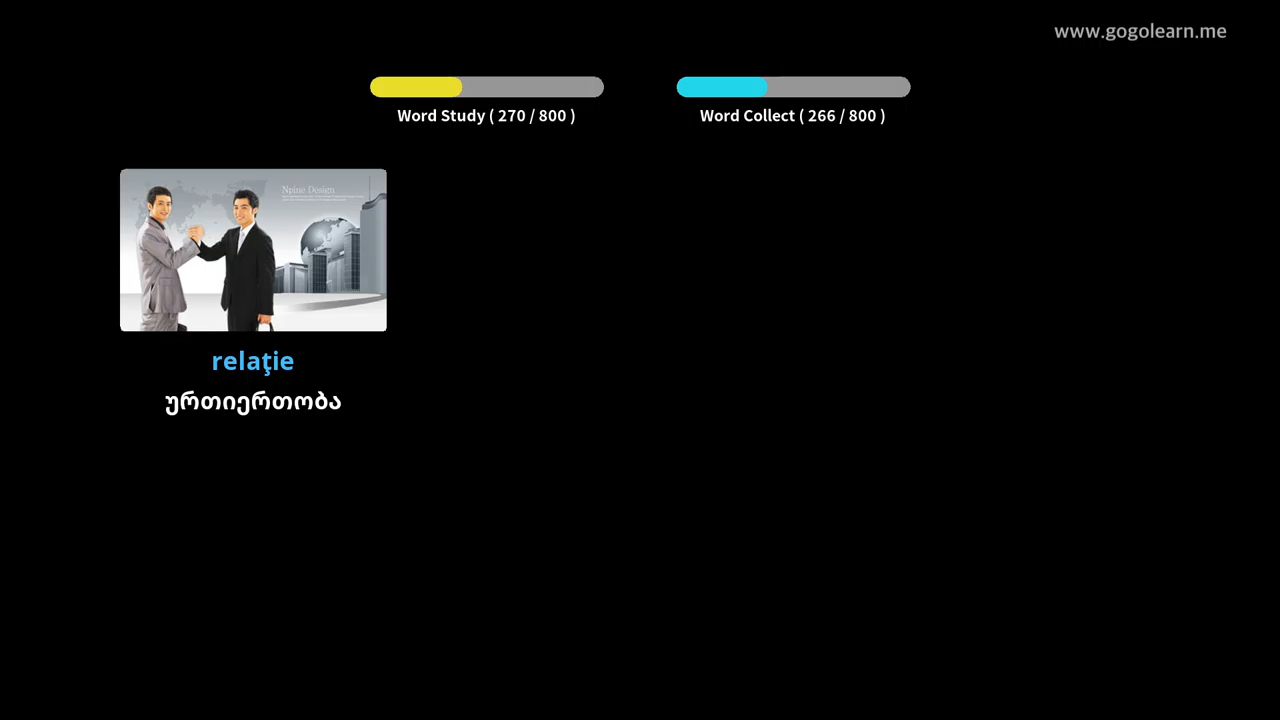 www.gogolearn.me
Word Study ( 270 / 800 )
Word Collect ( 266 / 800 )
Npine Design
relaţie
ურთიერთობა